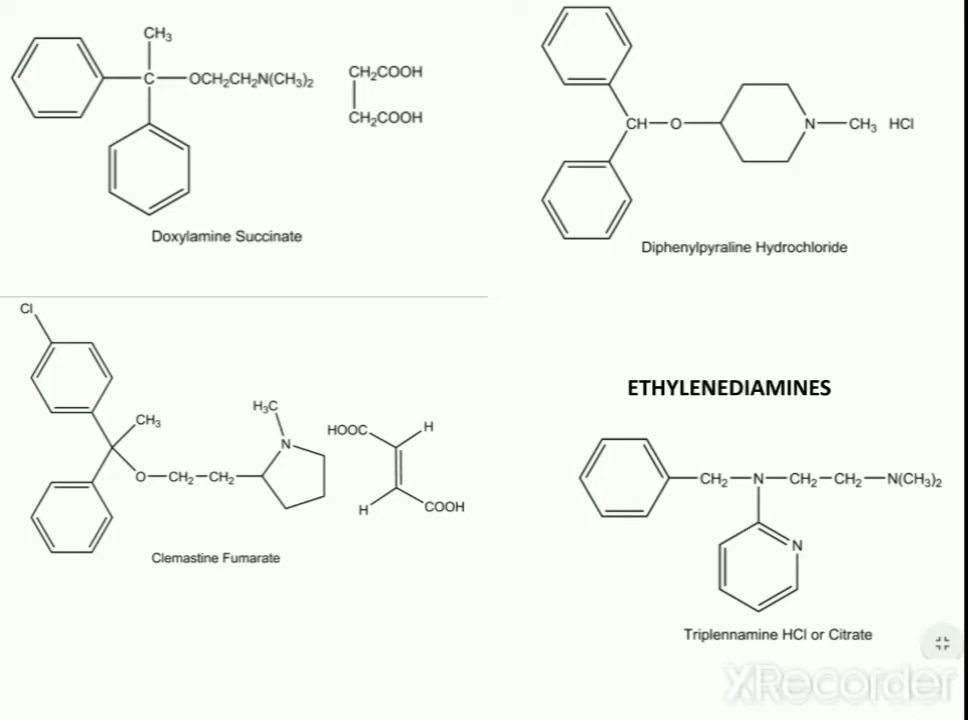 CH₃
C—OCH₂CH₂N(CH₃)₂
CH₂COOH
CH₂COOH
Doxylamine Succinate
CH—O
N—CH₃ HCl
Diphenylpyraline Hydrochloride
Cl
CH₃
O—CH₂—CH₂
H₃C
N
HOOC
H
H
COOH
Clemastine Fumarate
ETHYLENEDIAMINES
CH₂—N—CH₂—CH₂—N(CH₃)₂
N
Triplennamine HCl or Citrate
XRecorder